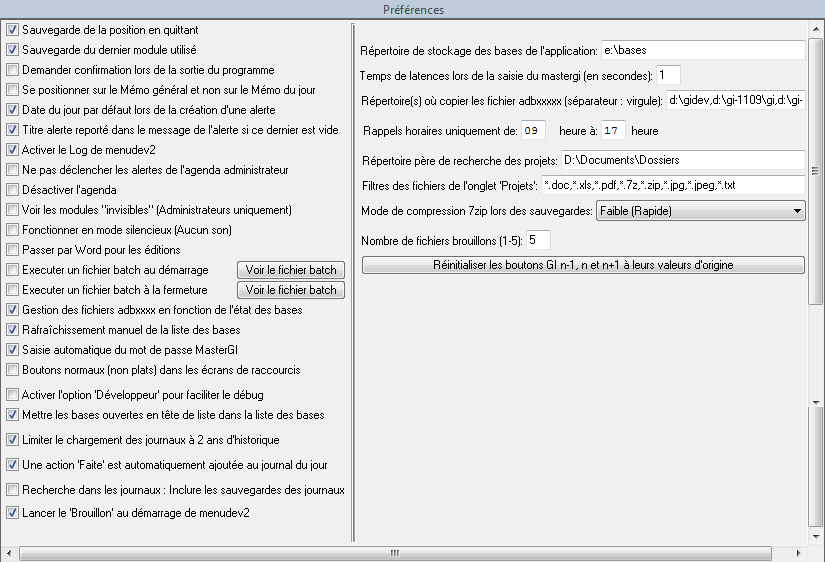 Préférences
Sauvegarde de la position en quittant
Sauvegarde du dernier module utilisé
Demander confirmation lors de la sortie du programme
Se positionner sur le Mémo général et non sur le Mémo du jour
Date du jour par défaut lors de la création d'une alerte
Titre alerte reporté dans le message de l'alerte si ce dernier est vide
Activer le Log de menudev2
Ne pas déclencher les alertes de l'agenda administrateur
Désactiver l'agenda
Voir les modules "invisibles" (Administrateurs uniquement)
Fonctionner en mode silencieux (Aucun son)
Passer par Word pour les éditions
Executer un fichier batch au démarrage Voir le fichier batch
Executer un fichier batch à la fermeture Voir le fichier batch
Gestion des fichiers adbxxxx en fonction de l'état des bases
Rafraîchissement manuel de la liste des bases
Saisie automatique du mot de passe MasterGI
Boutons normaux (non plats) dans les écrans de raccourcis
Activer l'option 'Développeur' pour faciliter le débug
Mettre les bases ouvertes en tête de liste dans la liste des bases
Limiter le chargement des journaux à 2 ans d'historique
Une action 'Faite' est automatiquement ajoutée au journal du jour
Recherche dans les journaux : Inclure les sauvegardes des journaux
Lancer le 'Brouillon' au démarrage de menudev2
Répertoire de stockage des bases de l'application: e:\bases
Temps de latences lors de la saisie du mastergi (en secondes): 1
Répertoire(s) où copier les fichier adbxxxxx (séparateur : virgule): d:\gidev,d:\gi-1109\gi,d:\gi-
Rappels horaires uniquement de: 09 heure à: 17 heure
Répertoire père de recherche des projets: D:\Documents\Dossiers
Filtres des fichiers de l'onglet 'Projets': *.doc,*.xls,*.pdf,*.7z,*.zip,*.jpg,*.jpeg,*.txt
Mode de compression 7zip lors des sauvegardes: Faible (Rapide)
Nombre de fichiers brouillons (1-5): 5
Réinitialiser les boutons GI n-1, n et n+1 à leurs valeurs d'origine